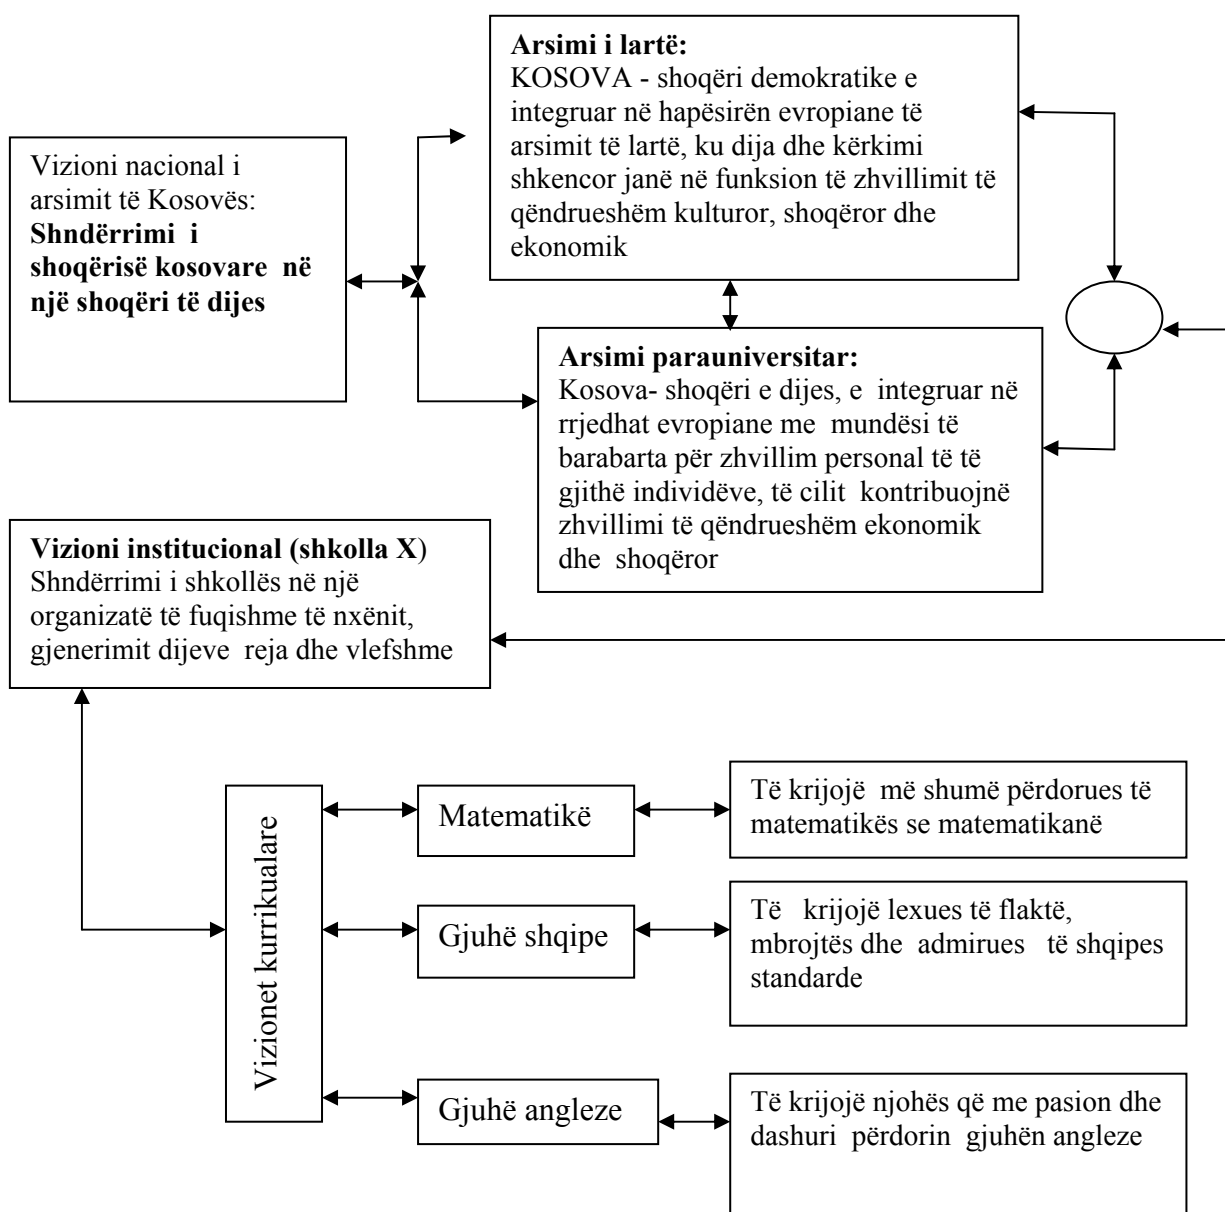 Vizioni nacional i
arsimit të Kosovës:
Shndërrimi i
shoqërisë kosovare në
një shoqëri të dijes
Arsimi i lartë:
KOSOVA - shoqëri demokratike e
integruar në hapësirën evropiane të
arsimit të lartë, ku dija dhe kërkimi
shkencor janë në funksion të zhvillimit të
qëndrueshëm kulturor, shoqëror dhe
ekonomik
Arsimi parauniversitar:
Kosova- shoqëri e dijes, e integruar në
rrjedhat evropiane me mundësi të
barabarta për zhvillim personal të të
gjithë individëve, të cilit kontribuojnë
zhvillimi të qëndrueshëm ekonomik
dhe shoqëror
Vizioni institucional (shkolla X)
Shndërrimi i shkollës në një
organizatë të fuqishme të nxënit,
gjenerimit dijeve reja dhe vlefshme
Vizionet kurrikualare
Matematikë
Të krijojë më shumë përdorues të
matematikës se matematikanë
Gjuhë shqipe
Të krijojë lexues të flaktë,
mbrojtës dhe admirues të shqipes
standarde
Gjuhë angleze
Të krijojë njohës që me pasion dhe
dashuri përdorin gjuhën angleze